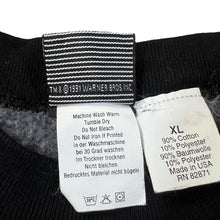 TM & © 1991 WARNER BROS. INC.
Machine Wash Warm
Tumble Dry
Do Not Bleach
Do Not Iron If Printed
In der Waschmaschine
bei 30 Grad waschen
Im Trockner trocknen
Nicht bleichen
Bedrucktes Material nicht bügeln
XL
90% Cotton
10% Polyester
90% Baumwolle
10% Polyester
Made in USA
RN 82871